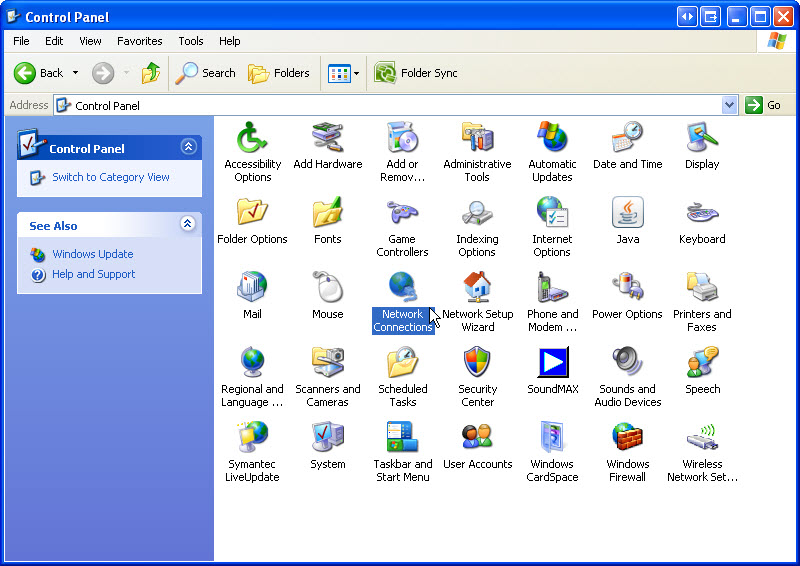 Control Panel
File Edit View Favorites Tools Help
Back Search Folders Folder Sync
Address Control Panel Go
Control Panel
Switch to Category View
See Also
Windows Update
Help and Support
Accessibility
Options
Add Hardware
Add or
Remov...
Administrative
Tools
Automatic
Updates
Date and Time
Display
Folder Options
Fonts
Game
Controllers
Indexing
Options
Internet
Options
Java
Keyboard
Mail
Mouse
Network
Connections
Network Setup
Wizard
Phone and
Modem ...
Power Options
Printers and
Faxes
Regional and
Language ...
Scanners and
Cameras
Scheduled
Tasks
Security
Center
SoundMAX
Sounds and
Audio Devices
Speech
Symantec
LiveUpdate
System
Taskbar and
Start Menu
User Accounts
Windows
CardSpace
Windows
Firewall
Wireless
Network Set...